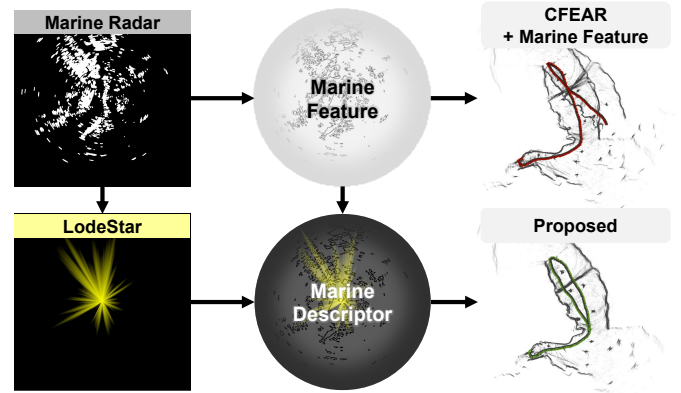 Marine Radar
Marine
Feature
CFEAR
+ Marine Feature
LodeStar
Marine
Descriptor
Proposed